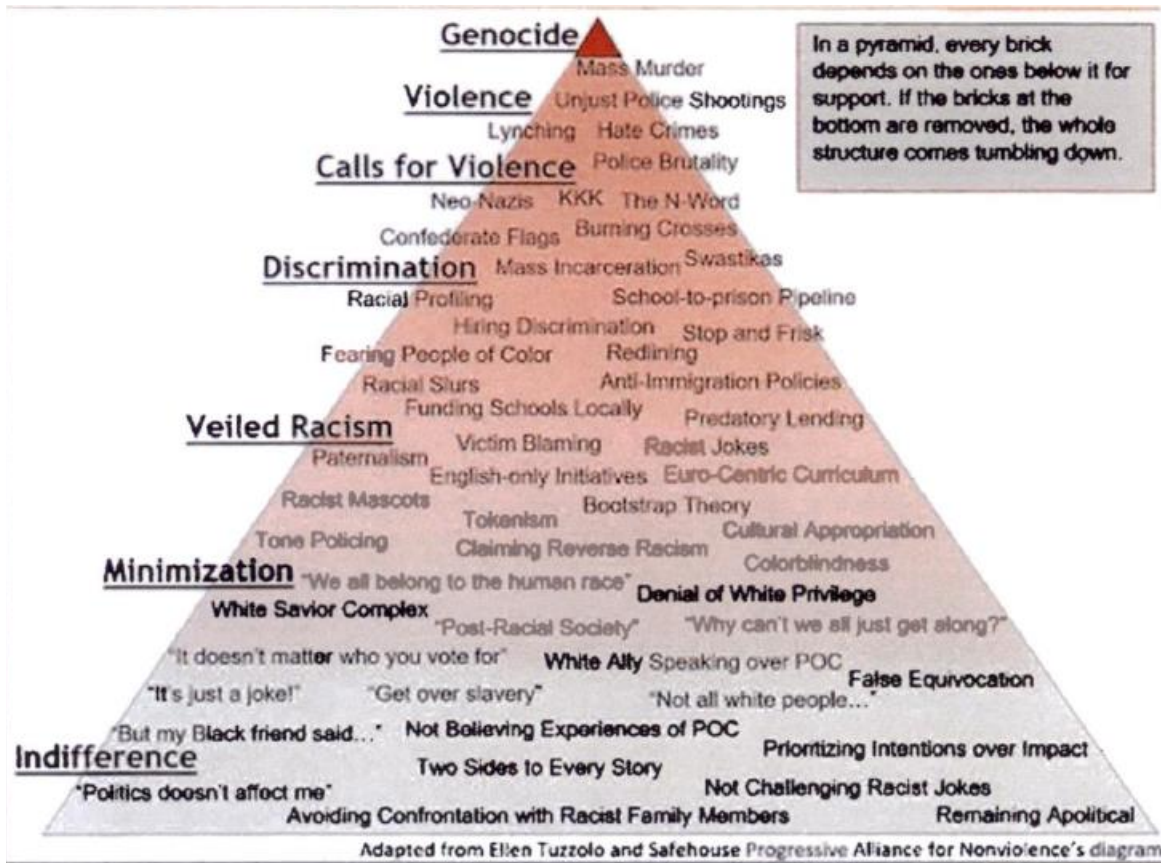 Genocide
Mass Murder
Violence Unjust Police Shootings
Lynching Hate Crimes
Calls for Violence Police Brutality
Neo-Nazis KKK The N-Word
Confederate Flags Burning Crosses
Discrimination Mass Incarceration Swastikas
Racial Profiling School-to-prison Pipeline
Hiring Discrimination Stop and Frisk
Fearing People of Color Redlining
Racial Slurs Anti-Immigration Policies
Funding Schools Locally Predatory Lending
Veiled Racism Victim Blaming Racist Jokes
Paternalism English-only Initiatives Euro-Centric Curriculum
Racist Mascots Tokenism Bootstrap Theory
Cultural Appropriation
Tone Policing Claiming Reverse Racism Colorblindness
Minimization "We all belong to the human race" Denial of White Privilege
White Savior Complex "Post-Racial Society" "Why can't we all just get along?"
"It doesn't matter who you vote for" White Ally Speaking over POC
False Equivocation
"It's just a joke!" "Get over slavery" "Not all white people..."
"But my Black friend said..." Not Believing Experiences of POC
Prioritizing Intentions over Impact
Indifference Two Sides to Every Story
"Politics doesn't affect me" Not Challenging Racist Jokes
Avoiding Confrontation with Racist Family Members Remaining Apolitical
In a pyramid, every brick
depends on the ones below it for
support. If the bricks at the
bottom are removed, the whole
structure comes tumbling down.
Adapted from Ellen Tuzzolo and Safehouse Progressive Alliance for Nonviolence's diagram